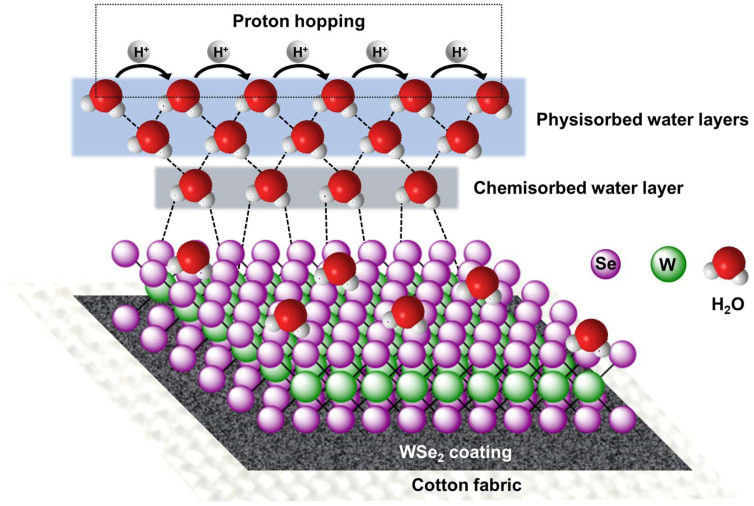 Proton hopping
H⁺ H⁺ H⁺ H⁺ H⁺
Physisorbed water layers
Chemisorbed water layer
Se W
H₂O
WSe₂ coating
Cotton fabric